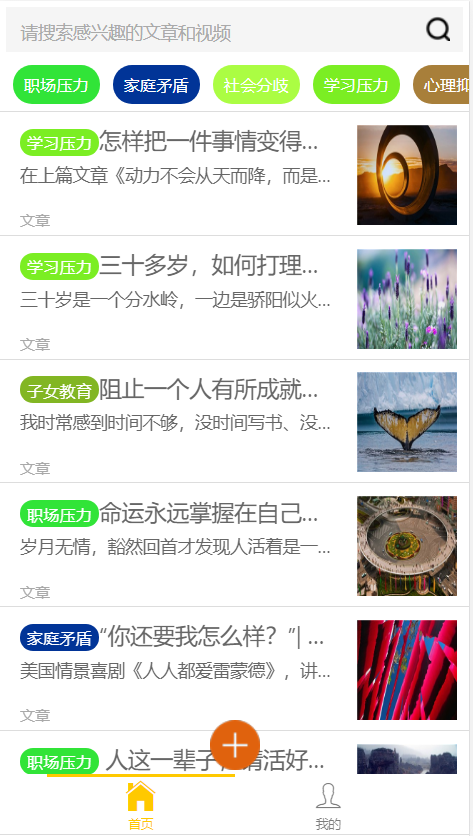 请搜索感兴趣的文章和视频
职场压力 家庭矛盾 社会分歧 学习压力 心理抑
学习压力 怎样把一件事情变得...
在上篇文章《动力不会从天而降，而是...
文章
学习压力 三十多岁，如何打理...
三十岁是一个分水岭，一边是骄阳似火...
文章
子女教育 阻止一个人有所成就...
我时常感到时间不够，没时间写书、没...
文章
职场压力 命运永远掌握在自己...
岁月无情，豁然回首才发现人活着是一...
文章
家庭矛盾 “你还要我怎么样？”| ...
美国情景喜剧《人人都爱雷蒙德》，讲...
文章
职场压力 人这一辈子，请活好...
首页 我的